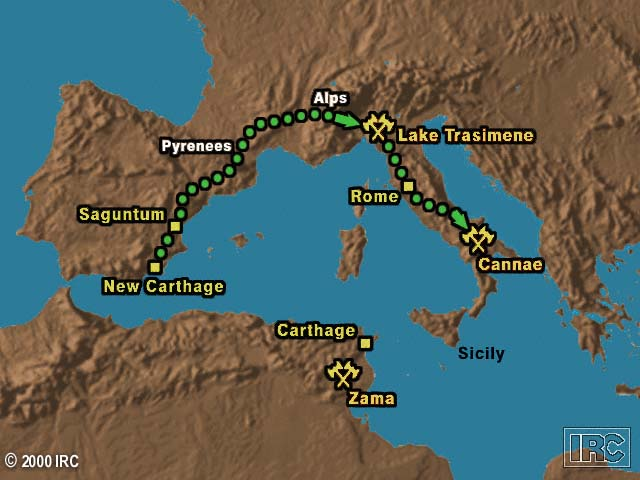 Alps
Lake Trasimene
Pyrenees
Rome
Saguntum
Cannae
New Carthage
Carthage
Sicily
Zama
© 2000 IRC
IRC